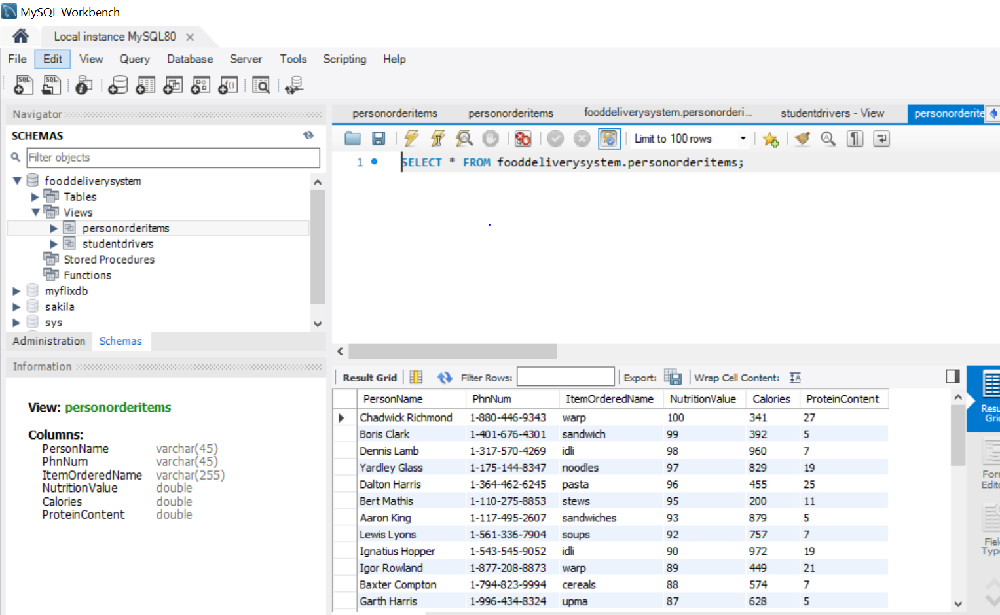 MySQL Workbench
Local instance MySQL80
File Edit View Query Database Server Tools Scripting Help
SQL SQL
Navigator
SCHEMAS
Filter objects
fooddeliverysystem
Tables
Views
personorderitems
studentdrivers
Stored Procedures
Functions
myflixdb
sakila
sys
Administration Schemas
Information
View: personorderitems
Columns:
PersonName varchar(45)
PhnNum varchar(45)
ItemOrderedName varchar(255)
NutritionValue double
Calories double
ProteinContent double
personorderitems personorderitems fooddeliverysystem.personorderi... studentdrivers - View personorderite
Limit to 100 rows
1 SELECT * FROM fooddeliverysystem.personorderitems;
Result Grid Filter Rows: Export: Wrap Cell Content: IA
PersonName PhnNum ItemOrderedName NutritionValue Calories ProteinContent
Chadwick Richmond 1-880-446-9343 warp 100 341 27
Boris Clark 1-401-676-4301 sandwich 99 392 5
Dennis Lamb 1-317-570-4269 idli 98 960 7
Yardley Glass 1-175-144-8347 noodles 97 829 19
Dalton Harris 1-364-462-6245 pasta 96 455 25
Bert Mathis 1-110-275-8853 stews 95 200 11
Aaron King 1-117-495-2607 sandwiches 93 879 5
Lewis Lyons 1-561-336-7904 soups 92 757 7
Ignatius Hopper 1-543-545-9052 idli 90 972 19
Igor Rowland 1-877-208-8873 warp 89 449 21
Baxter Compton 1-794-823-9994 cereals 88 574 7
Garth Harris 1-996-434-8324 upma 87 628 5
Resu
Grid
Forr
Edito
Fiel
Type